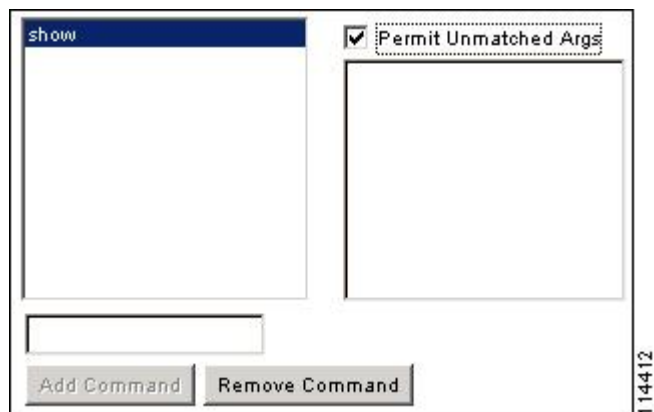 show
Permit Unmatched Args
Add Command
Remove Command
114412